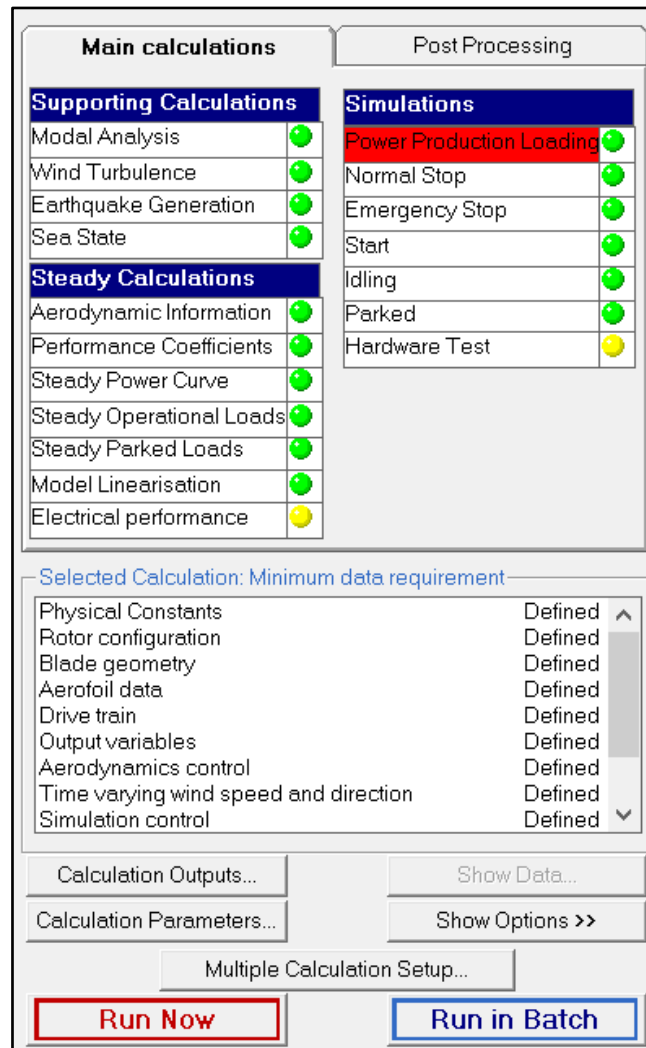 Main calculations
Post Processing
Supporting Calculations
Modal Analysis
Wind Turbulence
Earthquake Generation
Sea State
Steady Calculations
Aerodynamic Information
Performance Coefficients
Steady Power Curve
Steady Operational Loads
Steady Parked Loads
Model Linearisation
Electrical performance
Simulations
Power Production Loading
Normal Stop
Emergency Stop
Start
Idling
Parked
Hardware Test
Selected Calculation: Minimum data requirement
Physical Constants Defined
Rotor configuration Defined
Blade geometry Defined
Aerofoil data Defined
Drive train Defined
Output variables Defined
Aerodynamics control Defined
Time varying wind speed and direction Defined
Simulation control Defined
Calculation Outputs...
Show Data...
Calculation Parameters...
Show Options >>
Multiple Calculation Setup...
Run Now
Run in Batch